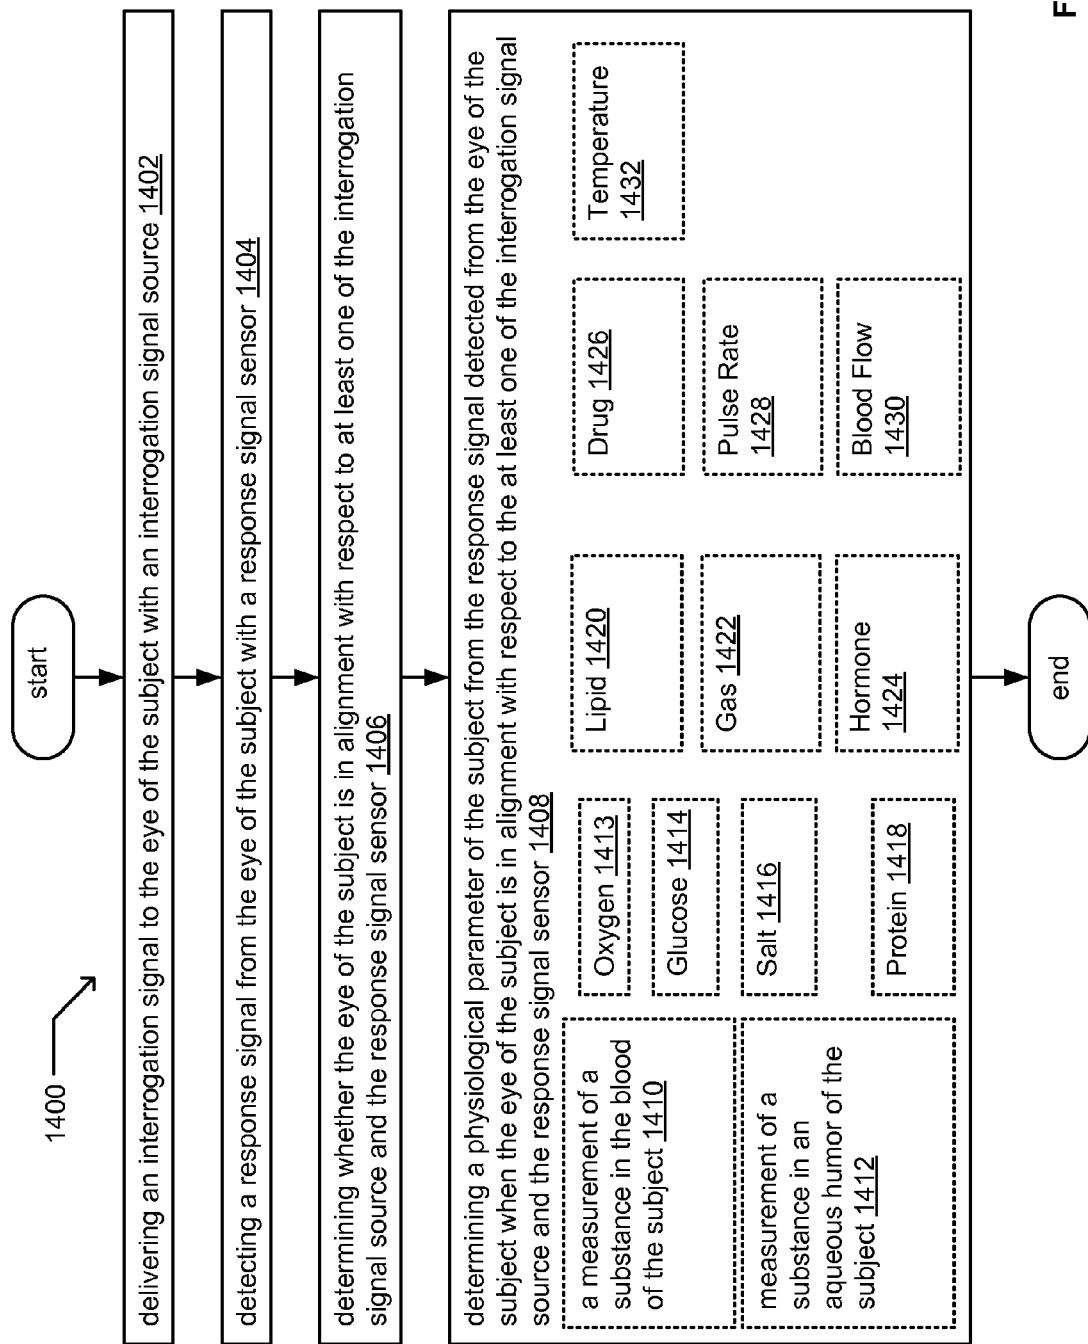 1400
start
delivering an interrogation signal to the eye of the subject with an interrogation signal source 1402
detecting a response signal from the eye of the subject with a response signal sensor 1404
determining whether the eye of the subject is in alignment with respect to at least one of the interrogation
signal source and the response signal sensor 1406
determining a physiological parameter of the subject from the response signal detected from the eye of the
subject when the eye of the subject is in alignment with respect to the at least one of the interrogation signal
source and the response signal sensor 1408
a measurement of a
substance in the blood
of the subject 1410
measurement of a
substance in an
aqueous humor of the
subject 1412
Oxygen 1413
Glucose 1414
Salt 1416
Protein 1418
Lipid 1420
Gas 1422
Hormone
1424
Drug 1426
Pulse Rate
1428
Blood Flow
1430
Temperature
1432
end
F